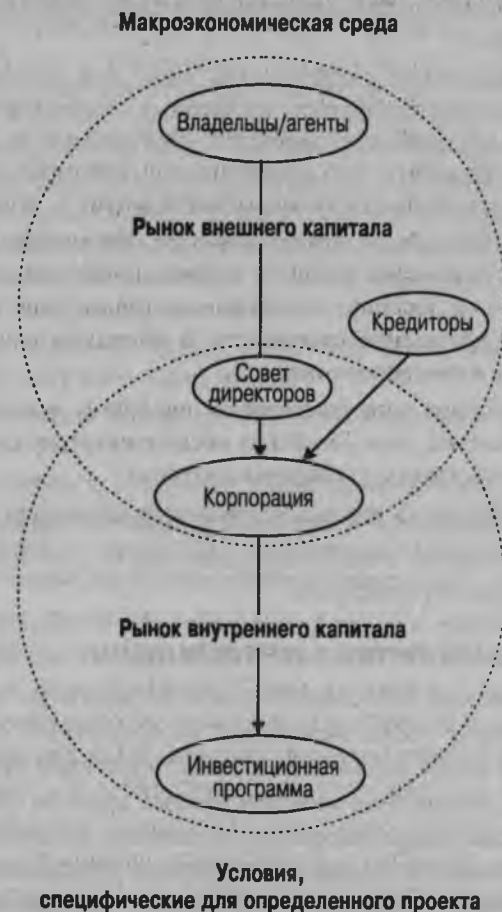 Макроэкономическая среда
Владельцы/агенты
Рынок внешнего капитала
Кредиторы
Совет
директоров
Корпорация
Рынок внутреннего капитала
Инвестиционная
программа
Условия,
специфические для определенного проекта